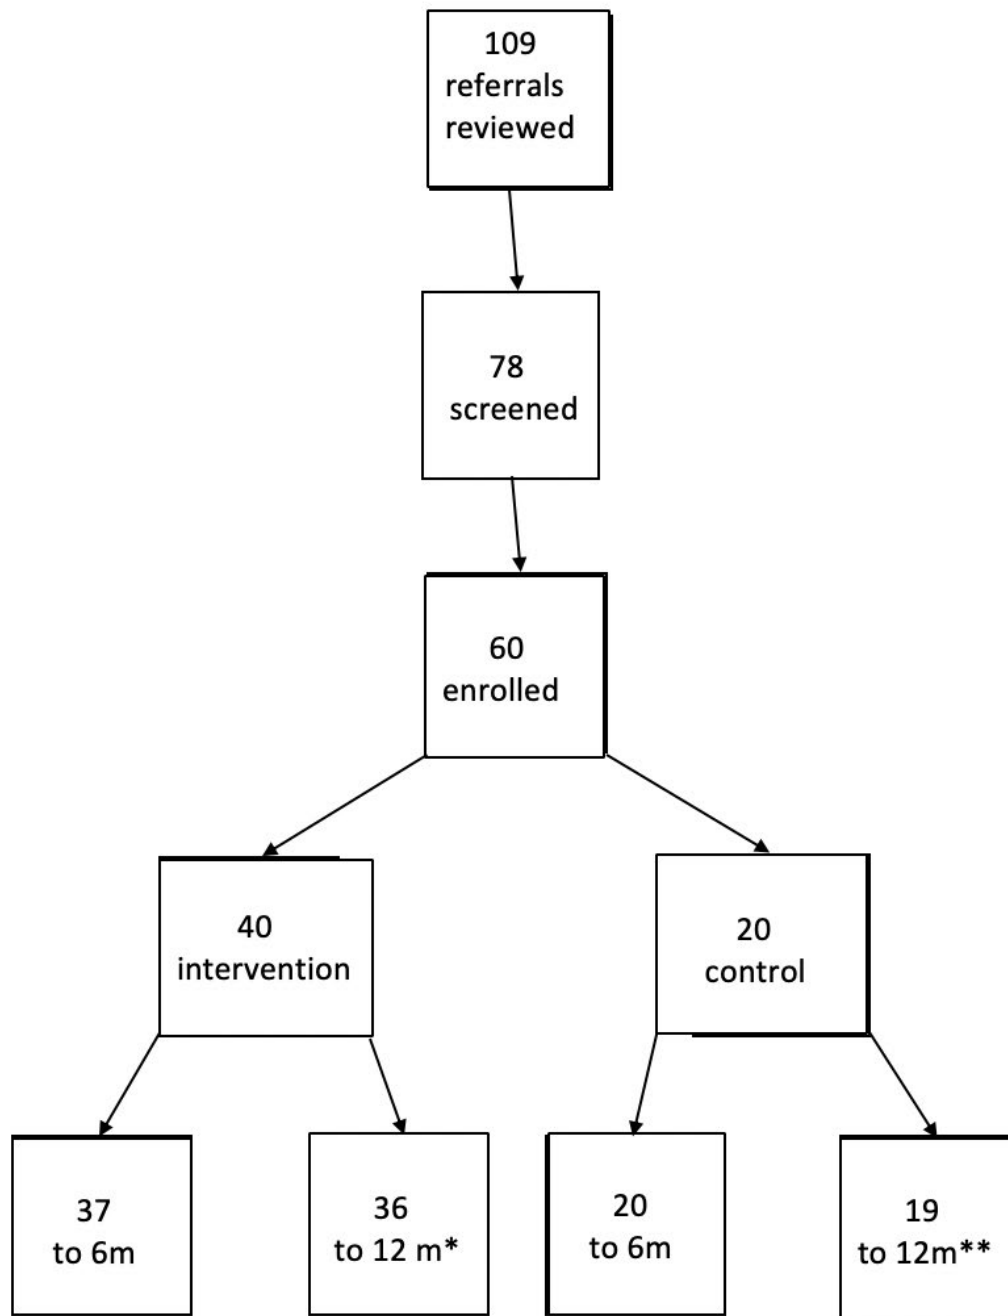 109
referrals
reviewed
78
screened
60
enrolled
40
intervention
20
control
37
to 6m
36
to 12 m*
20
to 6m
19
to 12m**